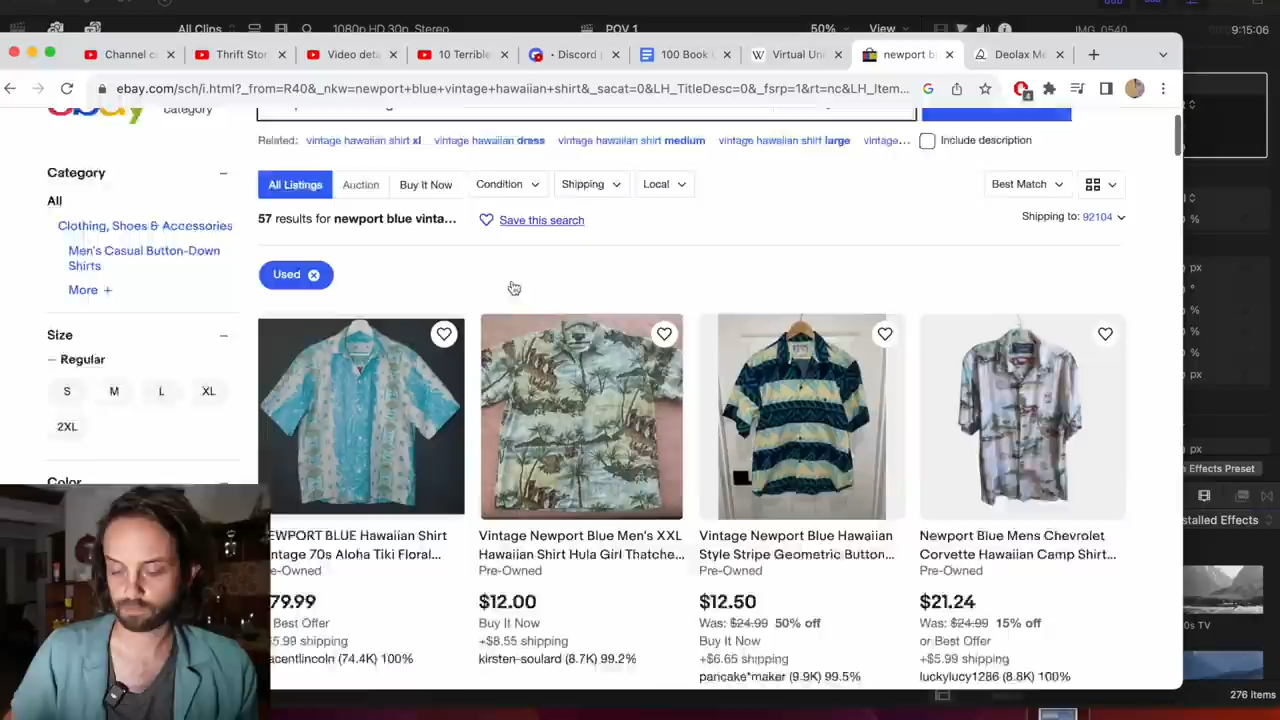 All Clips
1080p HD 30p, Stereo
POV 1
50%
View
IMG_0540
9:15:06
Channel c
Thrift Stor
Video deta
10 Terrible
• Discord
100 Book
Virtual Un
newport b
Deolax Me
ebay.com/sch/i.html?_from=R40&_nkw=newport+blue+vintage+hawaiian+shirt&_sacat=0&LH_TitleDesc=0&_fsrp=1&rt=nc&LH_Item...
4
ebay
category
Related:
vintage hawaiian shirt xl
vintage hawaiian dress
vintage hawaiian shirt medium
vintage hawaiian shirt large
vintage...
Include description
Category
All
Clothing, Shoes & Accessories
Men's Casual Button-Down
Shirts
More +
All Listings
Auction
Buy It Now
Condition
Shipping
Local
Best Match
57 results for newport blue vinta...
Save this search
Shipping to: 92104
Used
Size
Regular
S
M
L
XL
2XL
Color
EWPORT BLUE Hawaiian Shirt
ntage 70s Aloha Tiki Floral...
e-Owned
79.99
Best Offer
5.99 shipping
acentlincoln (74.4K) 100%
Vintage Newport Blue Men's XXL
Hawaiian Shirt Hula Girl Thatche...
Pre-Owned
$12.00
Buy It Now
+$8.55 shipping
kirsten-soulard (8.7K) 99.2%
Vintage Newport Blue Hawaiian
Style Stripe Geometric Button...
Pre-Owned
$12.50
Was: $24.99 50% off
Buy It Now
+$6.65 shipping
pancake*maker (9.9K) 99.5%
Newport Blue Mens Chevrolet
Corvette Hawaiian Camp Shirt...
Pre-Owned
$21.24
Was: $24.99 15% off
or Best Offer
+$5.99 shipping
luckylucy1286 (8.8K) 100%
%
px
°
%
%
%
px
px
Effects Preset
stalled Effects
0s TV
276 items